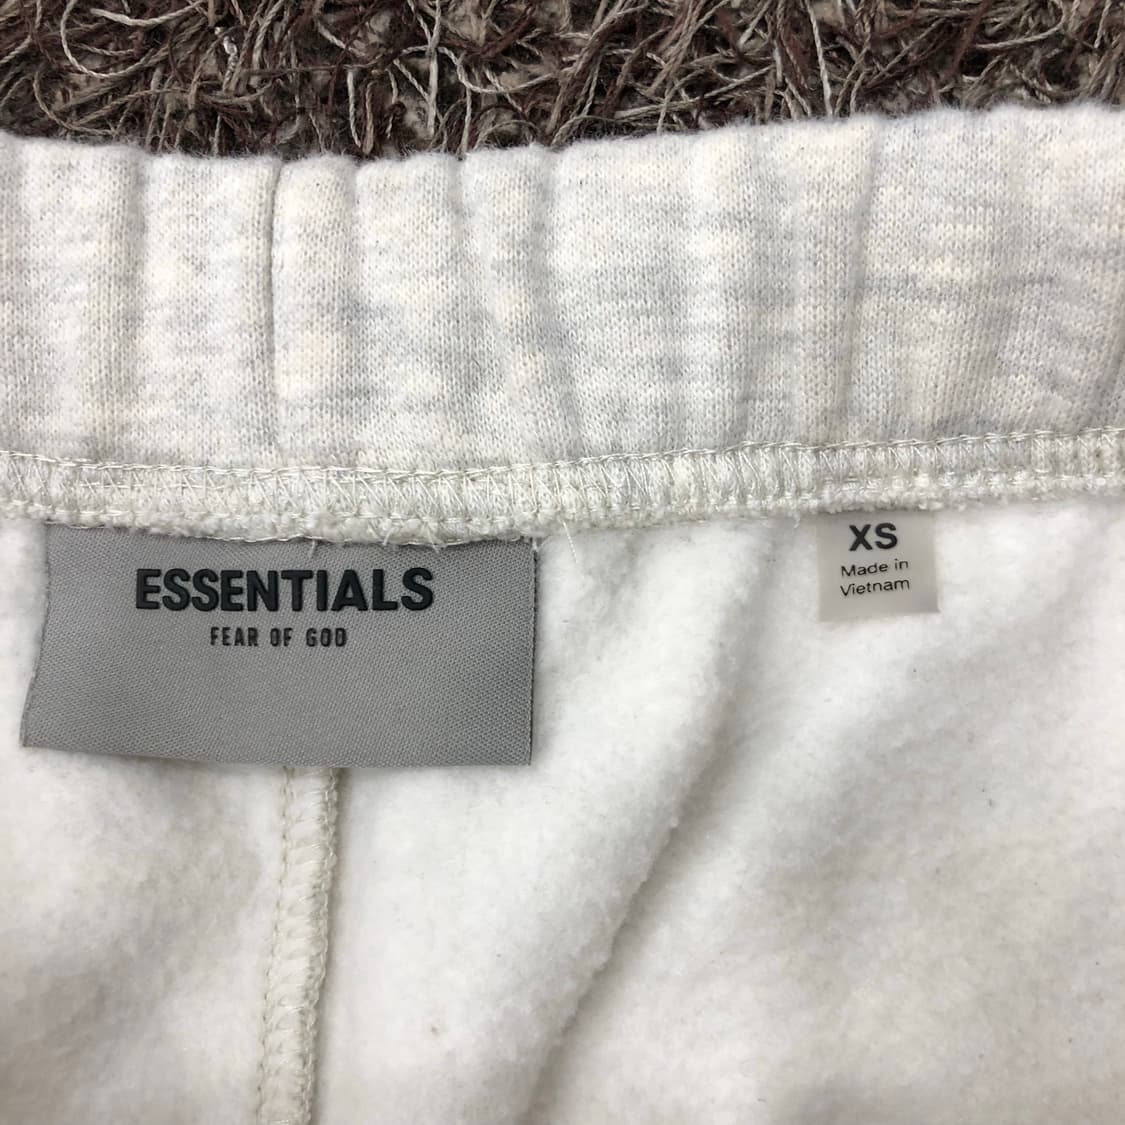 ESSENTIALS
FEAR OF GOD
XS
Made in
Vietnam